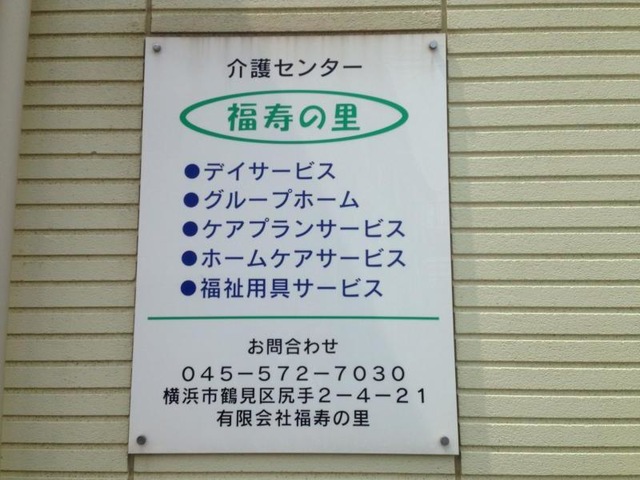 介護センター
福寿の里
●デイサービス
●グループホーム
●ケアプランサービス
●ホームケアサービス
●福祉用具サービス
お問合わせ
０４５−５７２−７０３０
横浜市鶴見区尻手２−４−２１
有限会社福寿の里